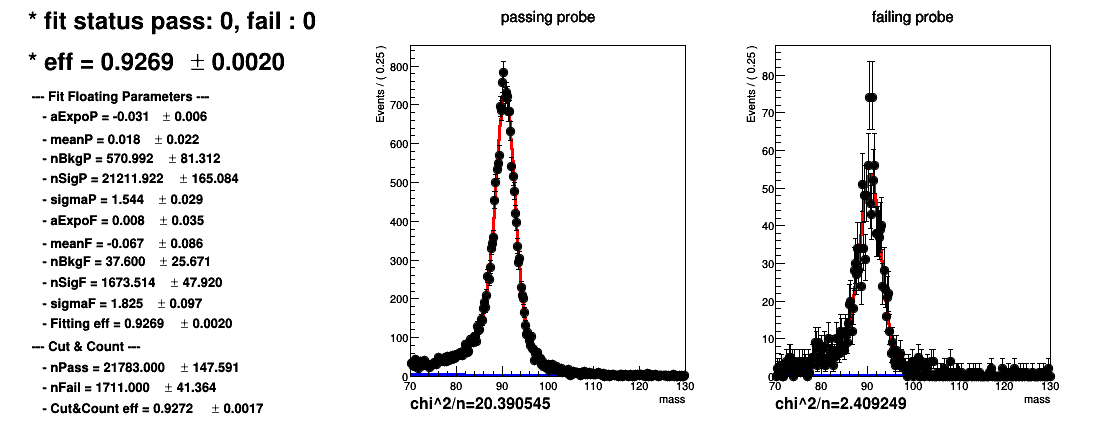 * fit status pass: 0, fail : 0
* eff = 0.9269 ± 0.0020
--- Fit Floating Parameters ---
- aExpoP = -0.031 ± 0.006
- meanP = 0.018 ± 0.022
- nBkgP = 570.992 ± 81.312
- nSigP = 21211.922 ± 165.084
- sigmaP = 1.544 ± 0.029
- aExpoF = 0.008 ± 0.035
- meanF = -0.067 ± 0.086
- nBkgF = 37.600 ± 25.671
- nSigF = 1673.514 ± 47.920
- sigmaF = 1.825 ± 0.097
- Fitting eff = 0.9269 ± 0.0020
--- Cut & Count ---
- nPass = 21783.000 ± 147.591
- nFail = 1711.000 ± 41.364
- Cut&Count eff = 0.9272 ± 0.0017
passing probe
Events / ( 0.25 )
800
700
600
500
400
300
200
100
0
70 80 90 100 110 120 130
mass
chi^2/n=20.390545
failing probe
Events / ( 0.25 )
80
70
60
50
40
30
20
10
0
70 80 90 100 110 120 130
mass
chi^2/n=2.409249